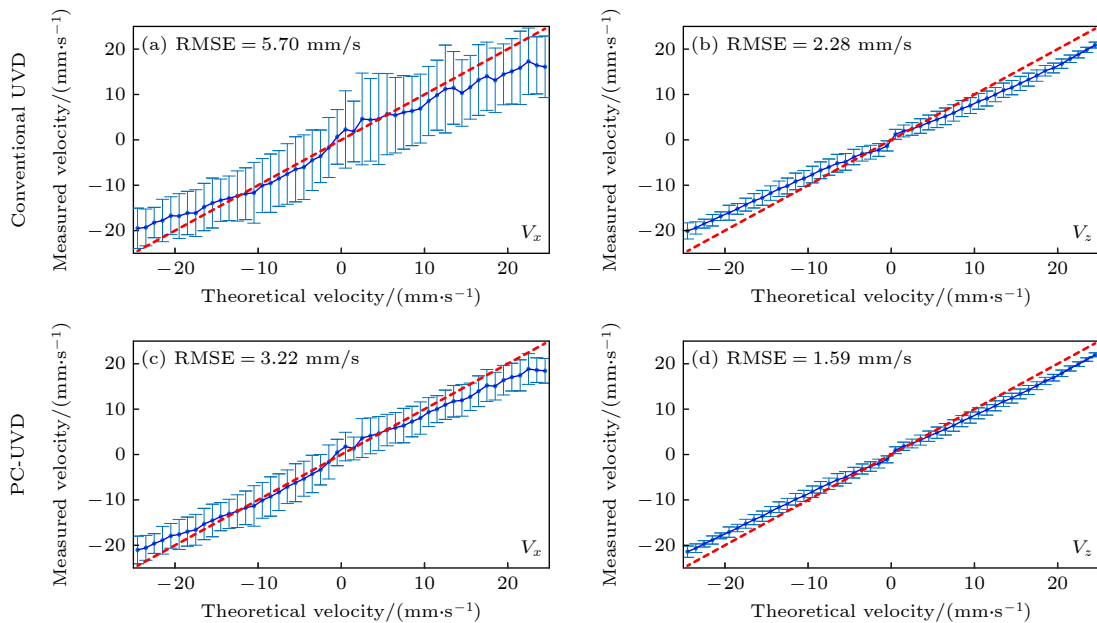 Conventional UVD
Measured velocity/(mm·s⁻¹)
20
10
0
−10
−20
(a) RMSE = 5.70 mm/s
Vₓ
−20 −10 0 10 20
Theoretical velocity/(mm·s⁻¹)
Measured velocity/(mm·s⁻¹)
20
10
0
−10
−20
(b) RMSE = 2.28 mm/s
V_z
−20 −10 0 10 20
Theoretical velocity/(mm·s⁻¹)
PC-UVD
Measured velocity/(mm·s⁻¹)
20
10
0
−10
−20
(c) RMSE = 3.22 mm/s
Vₓ
−20 −10 0 10 20
Theoretical velocity/(mm·s⁻¹)
Measured velocity/(mm·s⁻¹)
20
10
0
−10
−20
(d) RMSE = 1.59 mm/s
V_z
−20 −10 0 10 20
Theoretical velocity/(mm·s⁻¹)